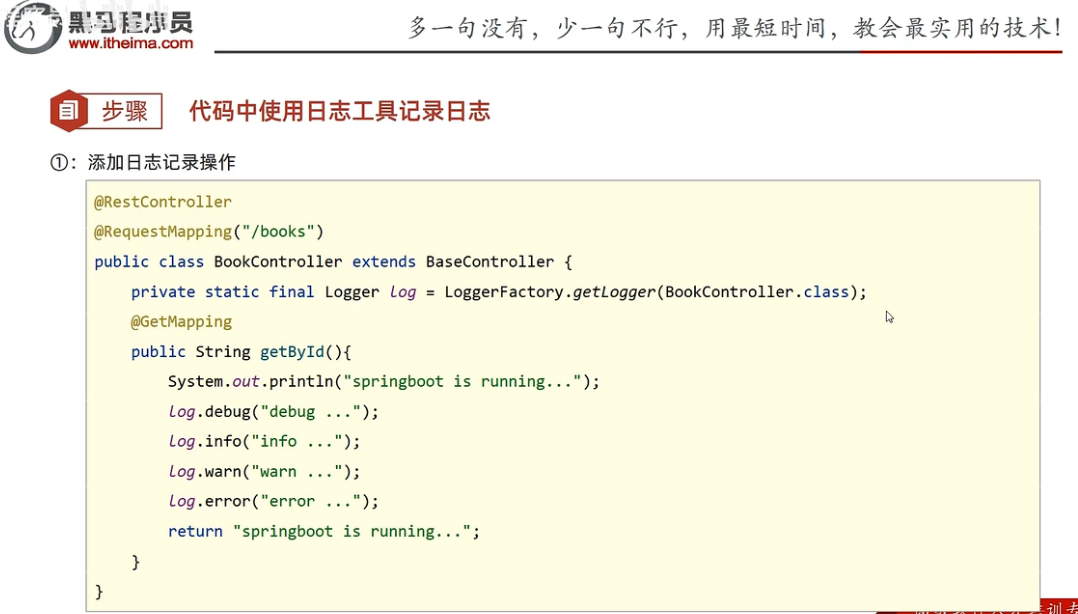 黑马程序员
www.itheima.com
多一句没有，少一句不行，用最短时间，教会最实用的技术！
步骤
代码中使用日志工具记录日志
①：添加日志记录操作
@RestController
@RequestMapping("/books")
public class BookController extends BaseController {
    private static final Logger log = LoggerFactory.getLogger(BookController.class);
    @GetMapping
    public String getById(){
        System.out.println("springboot is running...");
        log.debug("debug ...");
        log.info("info ...");
        log.warn("warn ...");
        log.error("error ...");
        return "springboot is running...";
    }
}